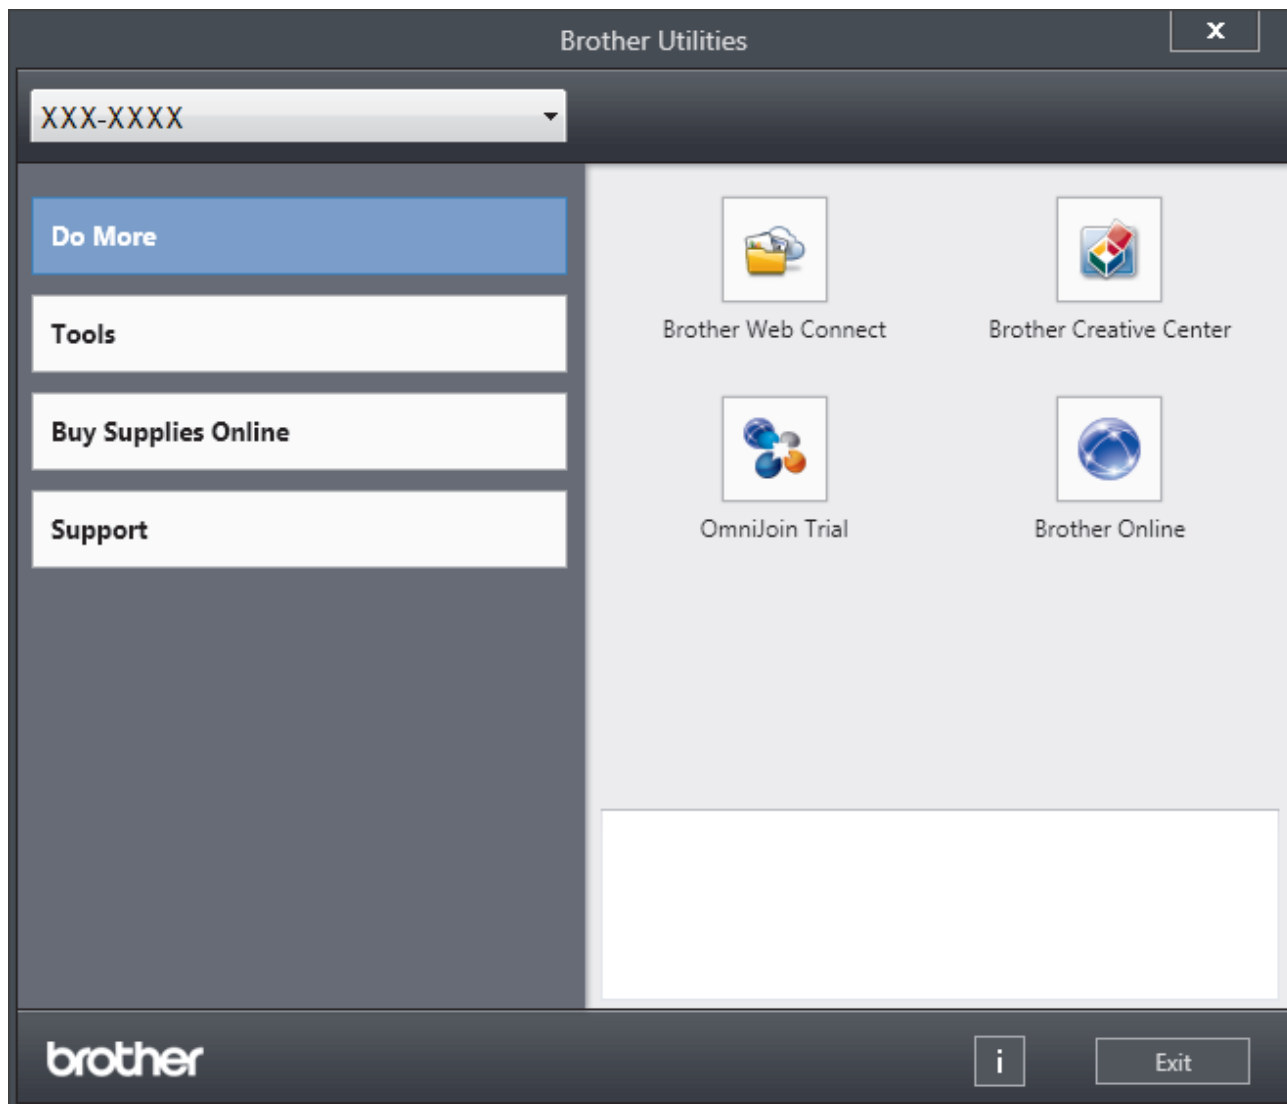 Brother Utilities
X
XXX-XXXX
Do More
Tools
Buy Supplies Online
Support
Brother Web Connect
Brother Creative Center
OmniJoin Trial
Brother Online
brother
i
Exit